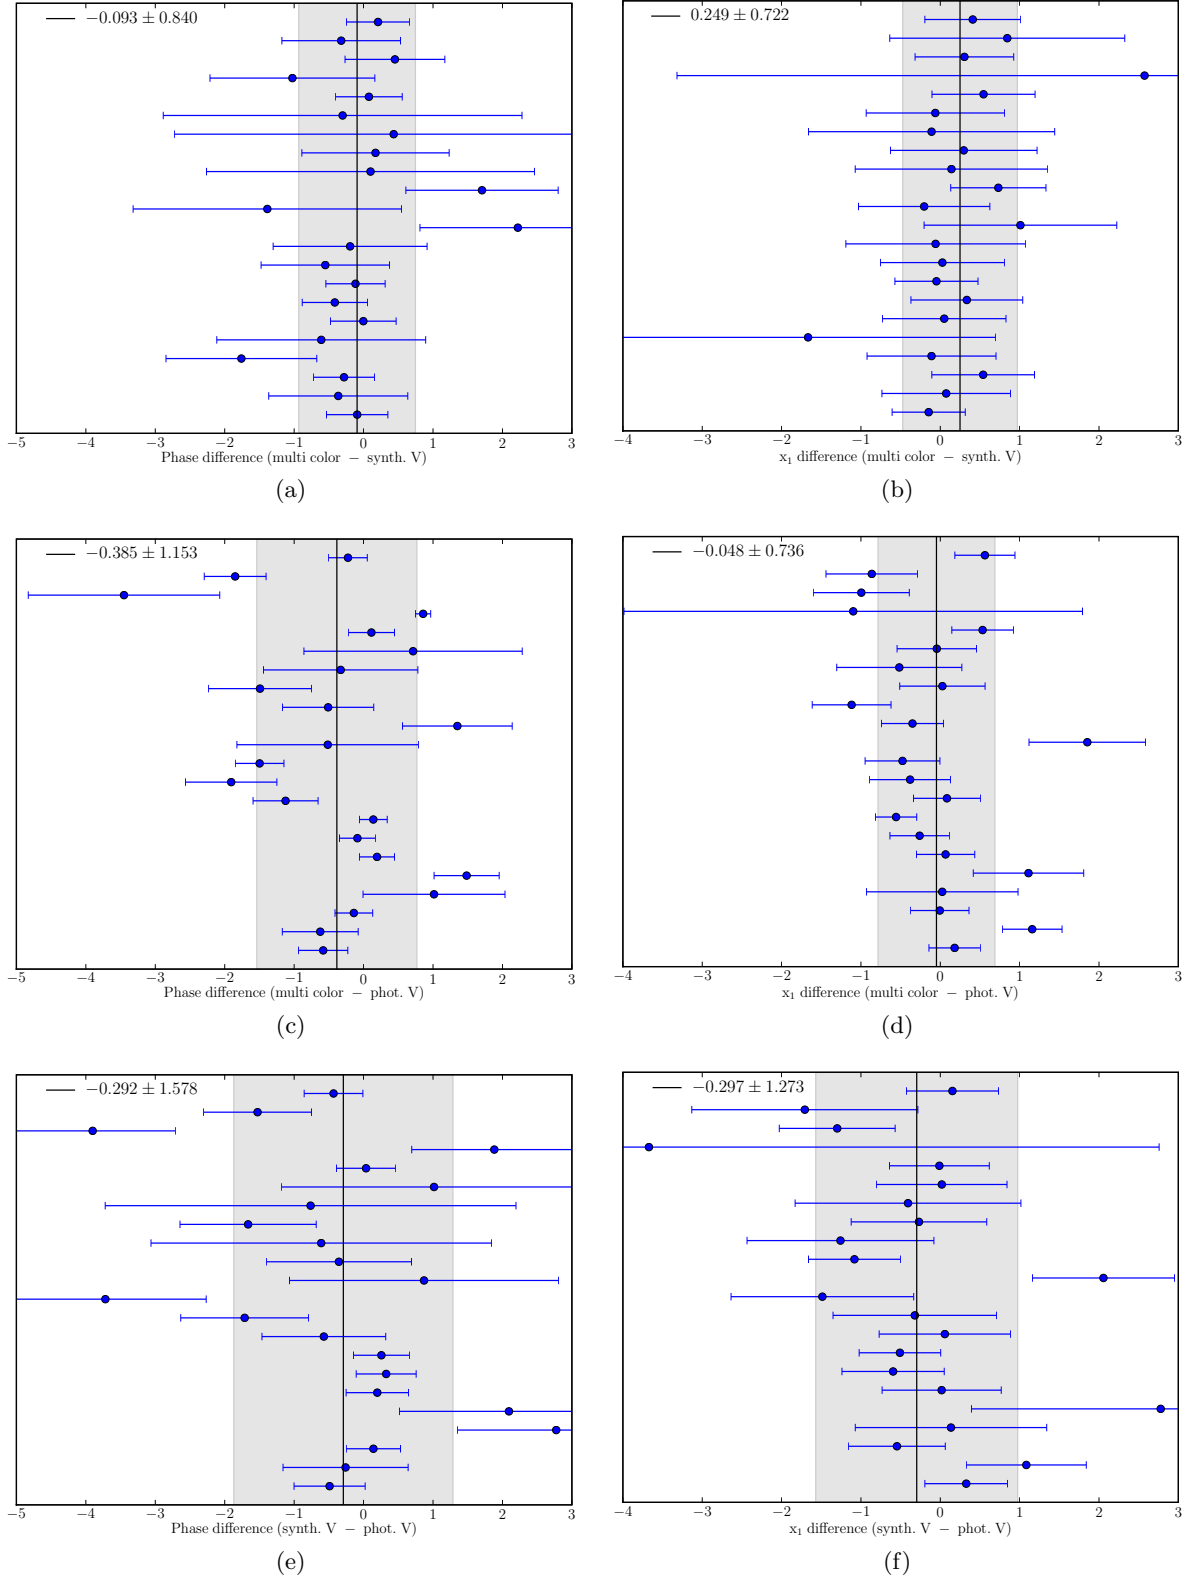 −0.093 ± 0.840
−5 −4 −3 −2 −1 0 1 2 3
Phase difference (multi color − synth. V)
(a)
0.249 ± 0.722
−4 −3 −2 −1 0 1 2 3
x₁ difference (multi color − synth. V)
(b)
−0.385 ± 1.153
−5 −4 −3 −2 −1 0 1 2 3
Phase difference (multi color − phot. V)
(c)
−0.048 ± 0.736
−4 −3 −2 −1 0 1 2 3
x₁ difference (multi color − phot. V)
(d)
−0.292 ± 1.578
−5 −4 −3 −2 −1 0 1 2 3
Phase difference (synth. V − phot. V)
(e)
−0.297 ± 1.273
−4 −3 −2 −1 0 1 2 3
x₁ difference (synth. V − phot. V)
(f)